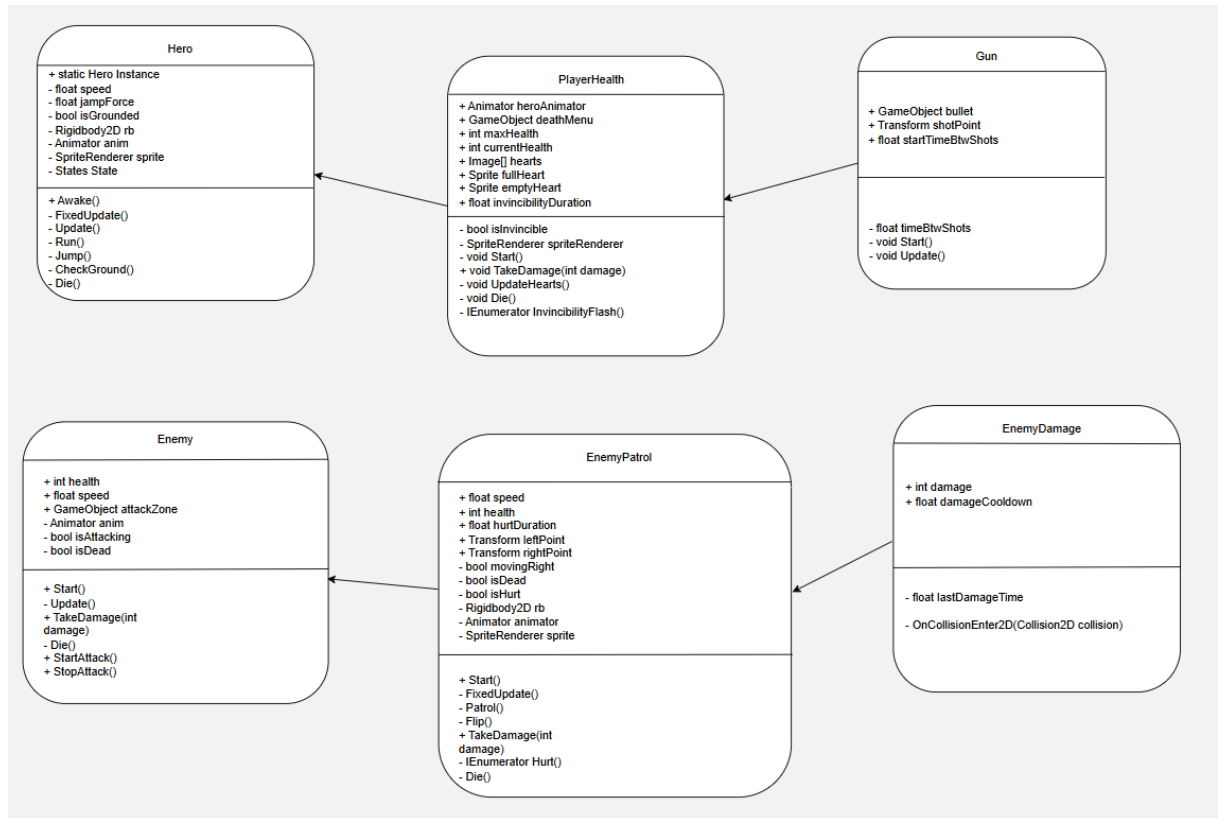 Hero
+ static Hero Instance
- float speed
- float jampForce
- bool isGrounded
- Rigidbody2D rb
- Animator anim
- SpriteRenderer sprite
- States State
+ Awake()
- FixedUpdate()
- Update()
- Run()
- Jump()
- CheckGround()
- Die()
PlayerHealth
+ Animator heroAnimator
+ GameObject deathMenu
+ int maxHealth
+ int currentHealth
+ Image[] hearts
+ Sprite fullHeart
+ Sprite emptyHeart
+ float invincibilityDuration
- bool isInvincible
- SpriteRenderer spriteRenderer
- void Start()
+ void TakeDamage(int damage)
- void UpdateHearts()
- void Die()
- IEnumerator InvincibilityFlash()
Gun
+ GameObject bullet
+ Transform shotPoint
+ float startTimeBtwShots
- float timeBtwShots
- void Start()
- void Update()
Enemy
+ int health
+ float speed
+ GameObject attackZone
- Animator anim
- bool isAttacking
- bool isDead
+ Start()
- Update()
+ TakeDamage(int
damage)
- Die()
+ StartAttack()
+ StopAttack()
EnemyPatrol
+ float speed
+ int health
+ float hurtDuration
+ Transform leftPoint
+ Transform rightPoint
- bool movingRight
- bool isDead
- bool isHurt
- Rigidbody2D rb
- Animator animator
- SpriteRenderer sprite
+ Start()
- FixedUpdate()
- Patrol()
- Flip()
+ TakeDamage(int
damage)
- IEnumerator Hurt()
- Die()
EnemyDamage
+ int damage
+ float damageCooldown
- float lastDamageTime
- OnCollisionEnter2D(Collision2D collision)